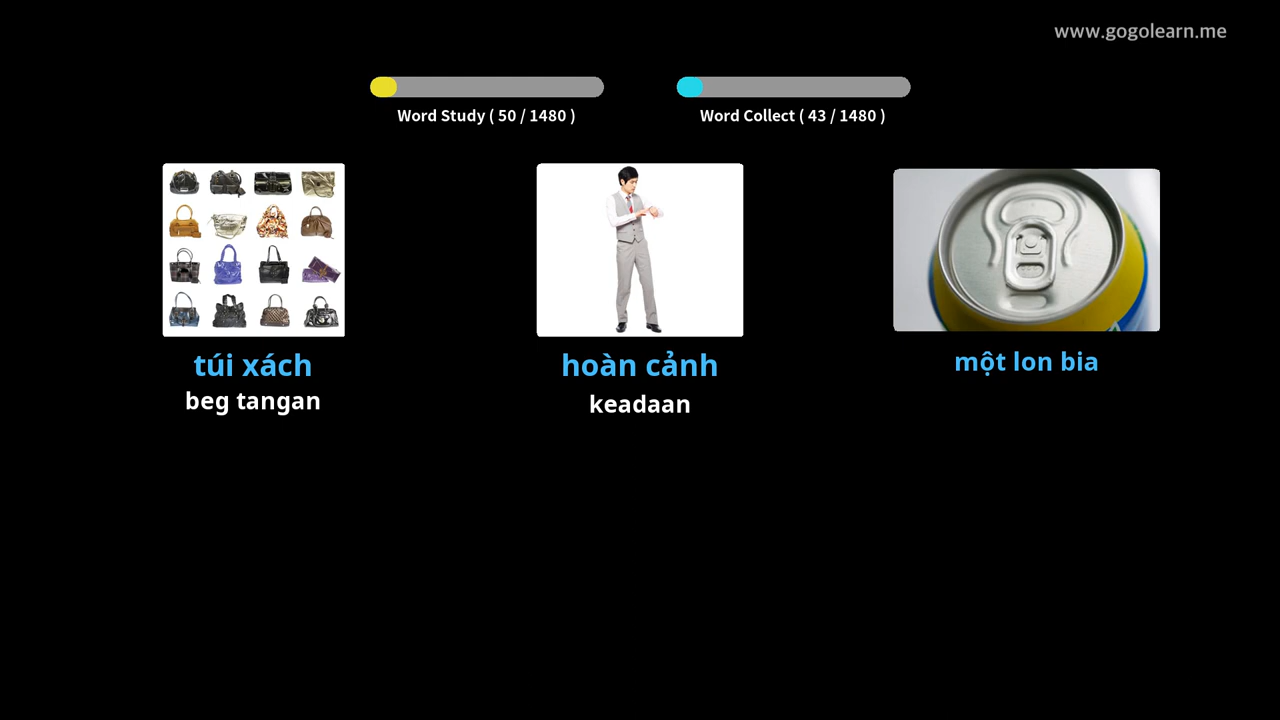 www.gogolearn.me
Word Study ( 50 / 1480 )
Word Collect ( 43 / 1480 )
túi xách
beg tangan
hoàn cảnh
keadaan
một lon bia